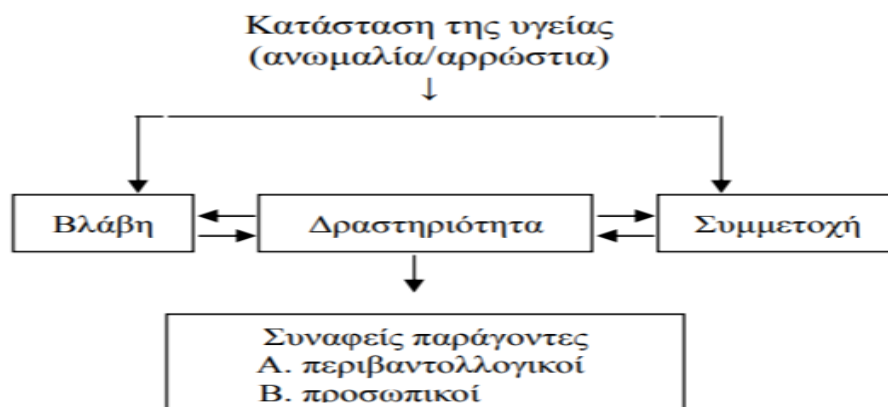 Κατάσταση της υγείας
(ανωμαλία/αρρώστια)
Βλάβη
Δραστηριότητα
Συμμετοχή
Συναφείς παράγοντες
Α. περιβαντολλογικοί
Β. προσωπικοί